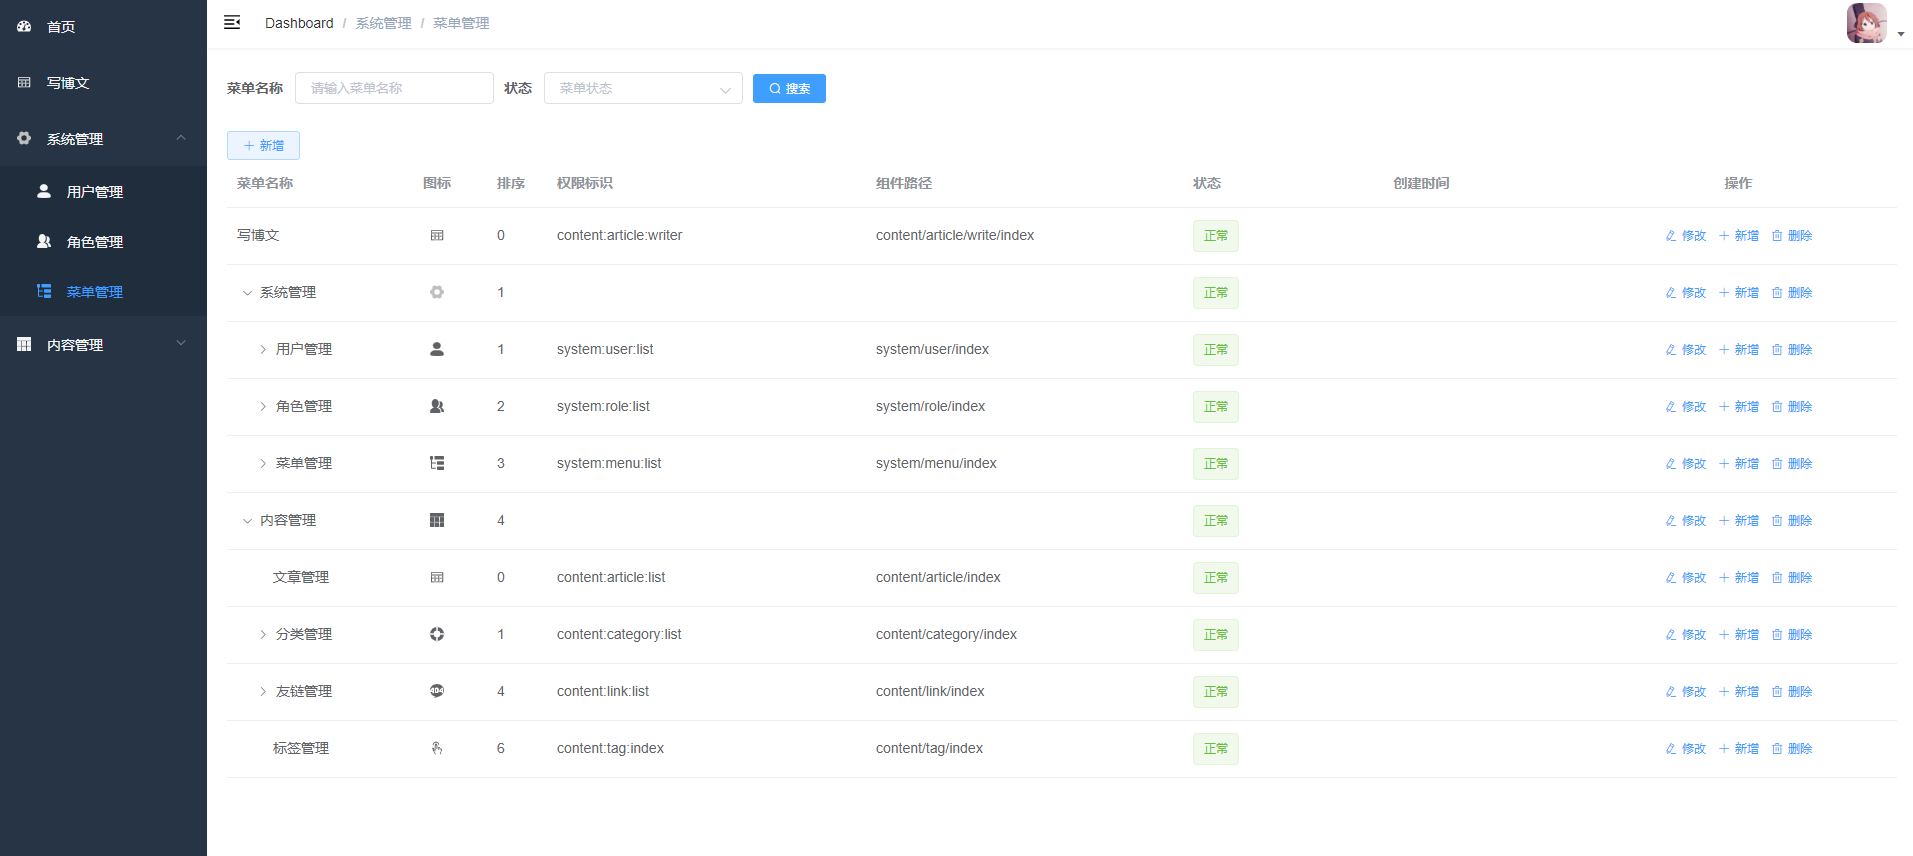 首页
写博文
系统管理
用户管理
角色管理
菜单管理
内容管理
Dashboard / 系统管理 / 菜单管理
菜单名称 请输入菜单名称 状态 菜单状态 搜索
新增
菜单名称 图标 排序 权限标识 组件路径 状态 创建时间 操作
写博文 0 content:article:writer content/article/write/index 正常 修改 新增 删除
系统管理 1 正常 修改 新增 删除
用户管理 1 system:user:list system/user/index 正常 修改 新增 删除
角色管理 2 system:role:list system/role/index 正常 修改 新增 删除
菜单管理 3 system:menu:list system/menu/index 正常 修改 新增 删除
内容管理 4 正常 修改 新增 删除
文章管理 0 content:article:list content/article/index 正常 修改 新增 删除
分类管理 1 content:category:list content/category/index 正常 修改 新增 删除
友链管理 404 4 content:link:list content/link/index 正常 修改 新增 删除
标签管理 6 content:tag:index content/tag/index 正常 修改 新增 删除